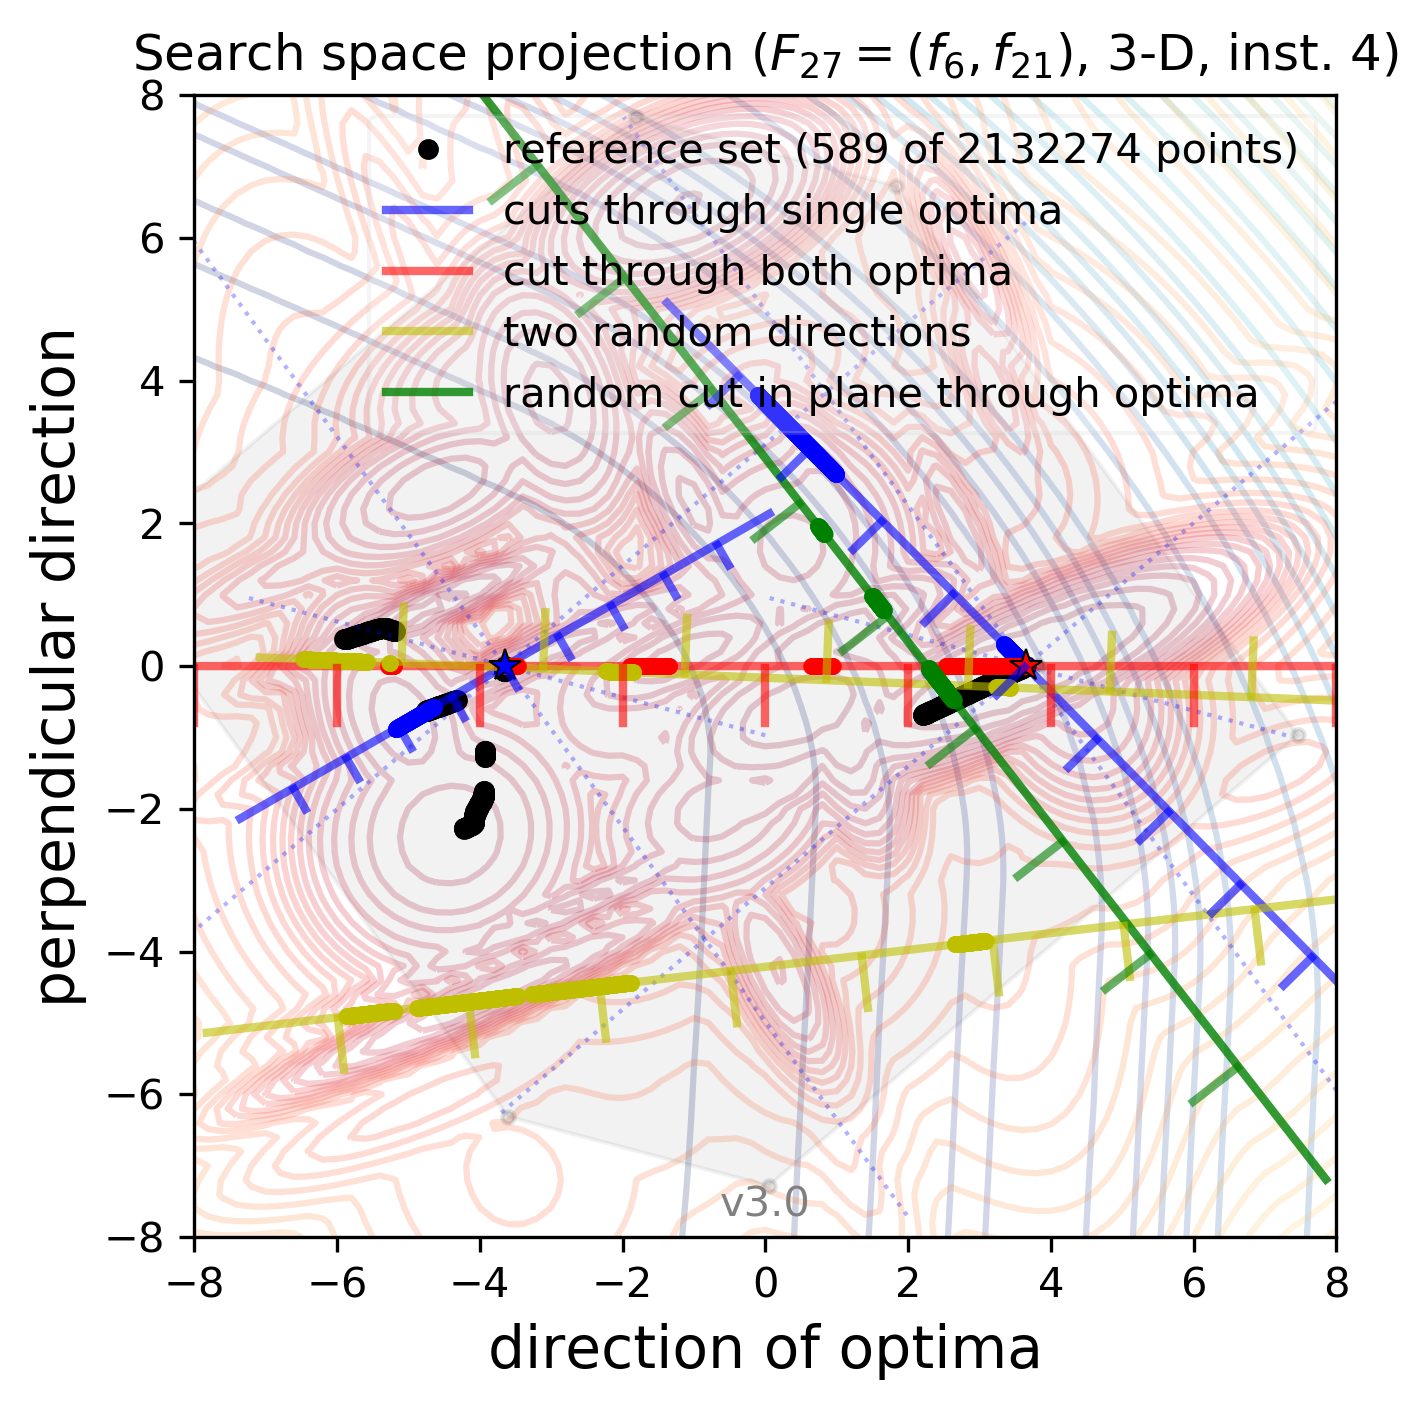 Search space projection (F27 = (f6, f21), 3-D, inst. 4)
reference set (589 of 2132274 points)
cuts through single optima
cut through both optima
two random directions
random cut in plane through optima
perpendicular direction
8
6
4
2
0
−2
−4
−6
−8
v3.0
−8 −6 −4 −2 0 2 4 6 8
direction of optima